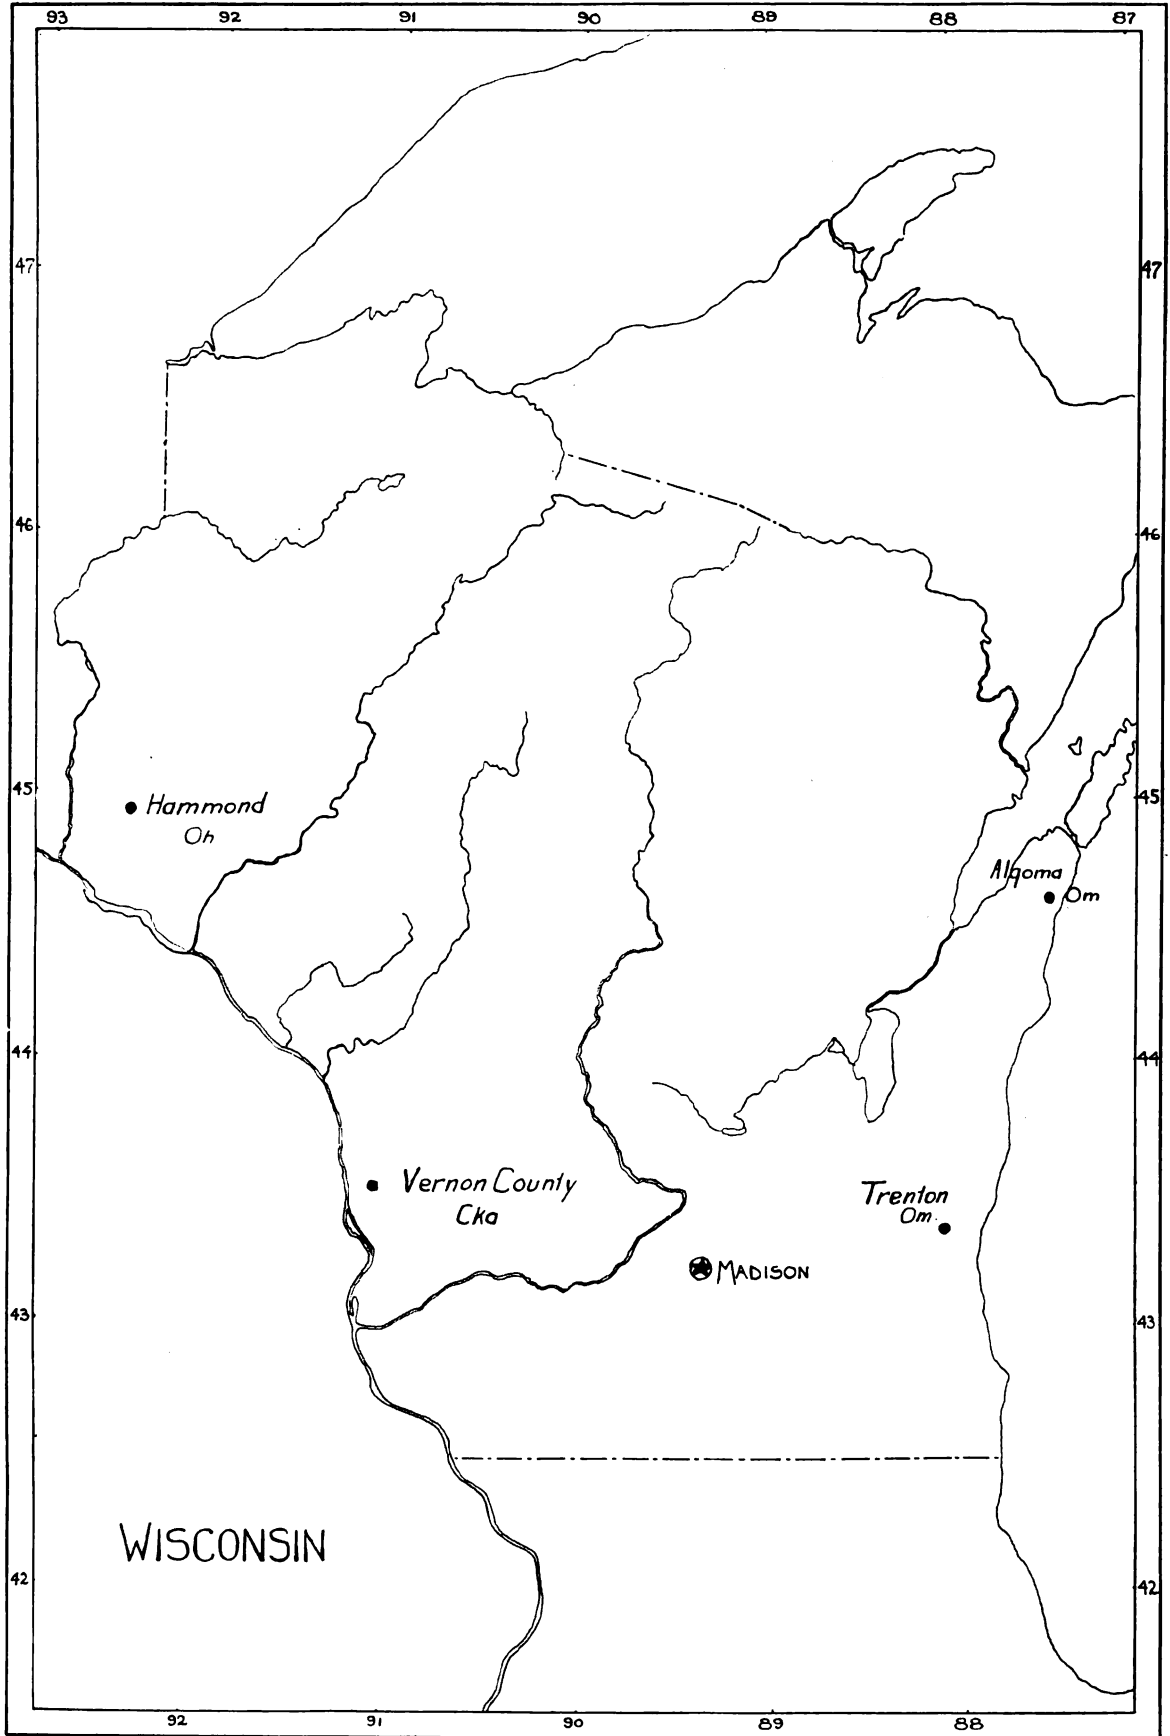 93 92 91 90 89 88 87
47 47
46 46
45 45
Hammond
Oh
Algoma
Om
44 44
Vernon County
Cka
Trenton
Om.
MADISON
43 43
WISCONSIN
42 42
92 91 90 89 88